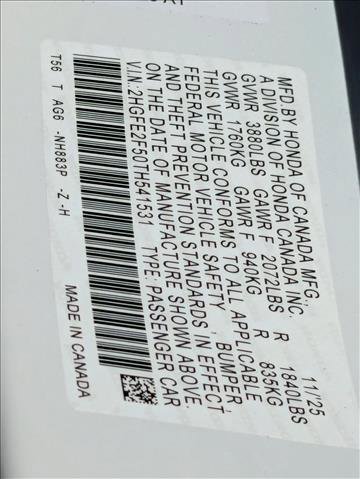 MFD.BY HONDA OF CANADA MFG., 11/'25
A DIVISION OF HONDA CANADA INC.
GVWR 3880LBS GAWR F 2072LBS R 1840LBS
GVWR 1760KG GAWR F 940KG R 835KG
THIS VEHICLE CONFORMS TO ALL APPLICABLE
FEDERAL MOTOR VEHICLE SAFETY, BUMPER,
AND THEFT PREVENTION STANDARDS IN EFFECT
ON THE DATE OF MANUFACTURE SHOWN ABOVE.
V.I.N.:2HGFE2F50TH541531 TYPE:PASSENGER CAR
T56 T AG6 -NH883P -Z -H MADE IN CANADA